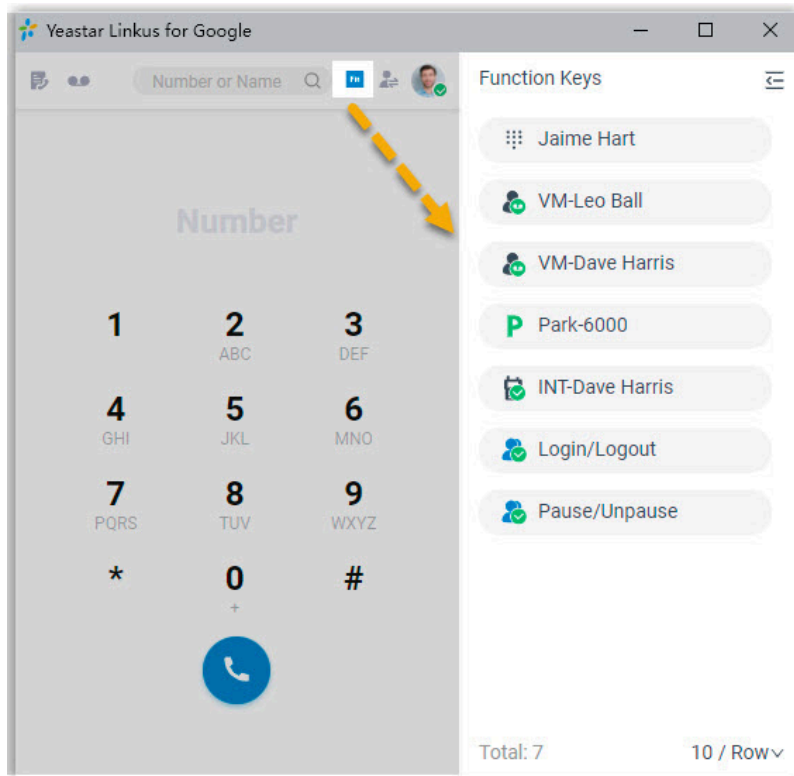 Yeastar Linkus for Google
Number or Name
FN
Function Keys
Number
1
2
3
ABC
DEF
4
5
6
GHI
JKL
MNO
7
8
9
PQRS
TUV
WXYZ
*
0
#
+
Jaime Hart
VM-Leo Ball
VM-Dave Harris
P Park-6000
INT-Dave Harris
Login/Logout
Pause/Unpause
Total: 7
10 / Row